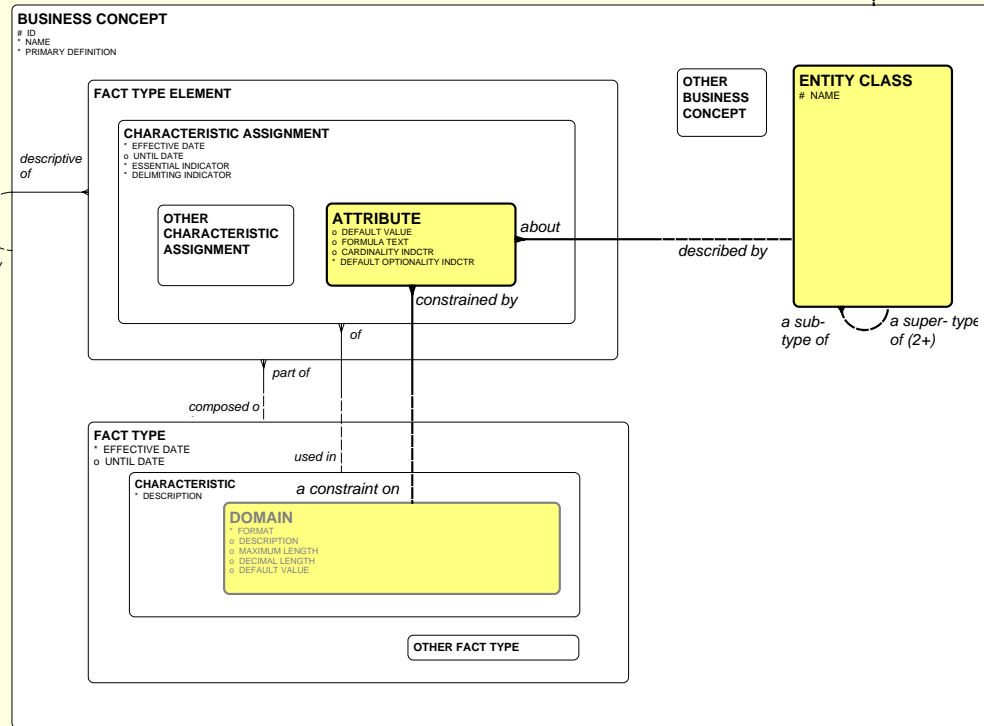 BUSINESS CONCEPT
# ID
* NAME
* PRIMARY DEFINITION
FACT TYPE ELEMENT
CHARACTERISTIC ASSIGNMENT
* EFFECTIVE DATE
o UNTIL DATE
* ESSENTIAL INDICATOR
* DELIMITING INDICATOR
descriptive
of
OTHER
CHARACTERISTIC
ASSIGNMENT
ATTRIBUTE
o DEFAULT VALUE
o FORMULA TEXT
o CARDINALITY INDCTR
* DEFAULT OPTIONALITY INDCTR
OTHER
BUSINESS
CONCEPT
ENTITY CLASS
# NAME
about
described by
constrained by
a sub-
type of
a super- type
of (2+)
of
part of
composed o
used in
FACT TYPE
* EFFECTIVE DATE
o UNTIL DATE
CHARACTERISTIC
* DESCRIPTION
a constraint on
DOMAIN
* FORMAT
o DESCRIPTION
o MAXIMUM LENGTH
o DECIMAL LENGTH
o DEFAULT VALUE
OTHER FACT TYPE